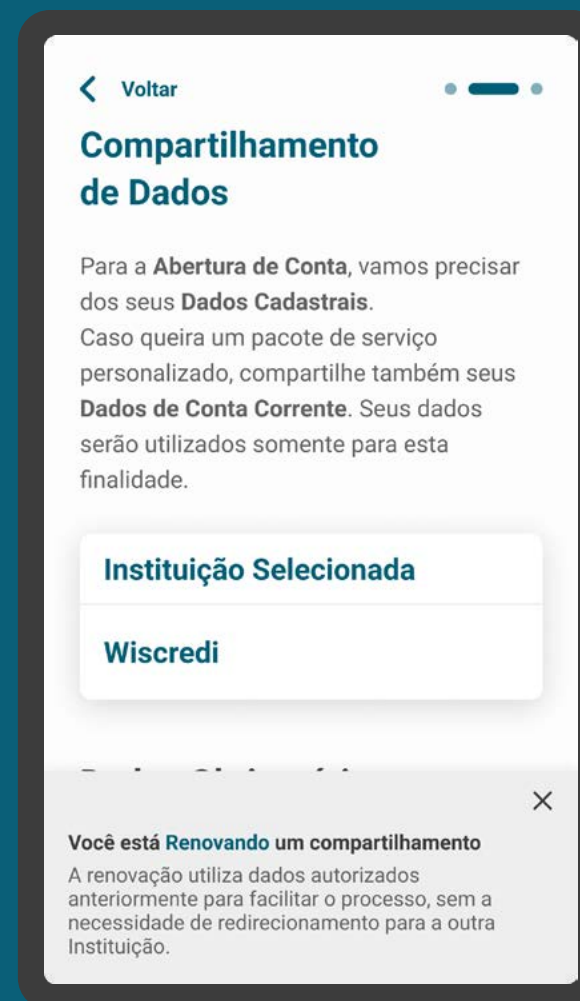 Voltar
Compartilhamento
de Dados
Para a Abertura de Conta, vamos precisar
dos seus Dados Cadastrais.
Caso queira um pacote de serviço
personalizado, compartilhe também seus
Dados de Conta Corrente. Seus dados
serão utilizados somente para esta
finalidade.
Instituição Selecionada
Wiscredi
Você está Renovando um compartilhamento
A renovação utiliza dados autorizados
anteriormente para facilitar o processo, sem a
necessidade de redirecionamento para a outra
Instituição.